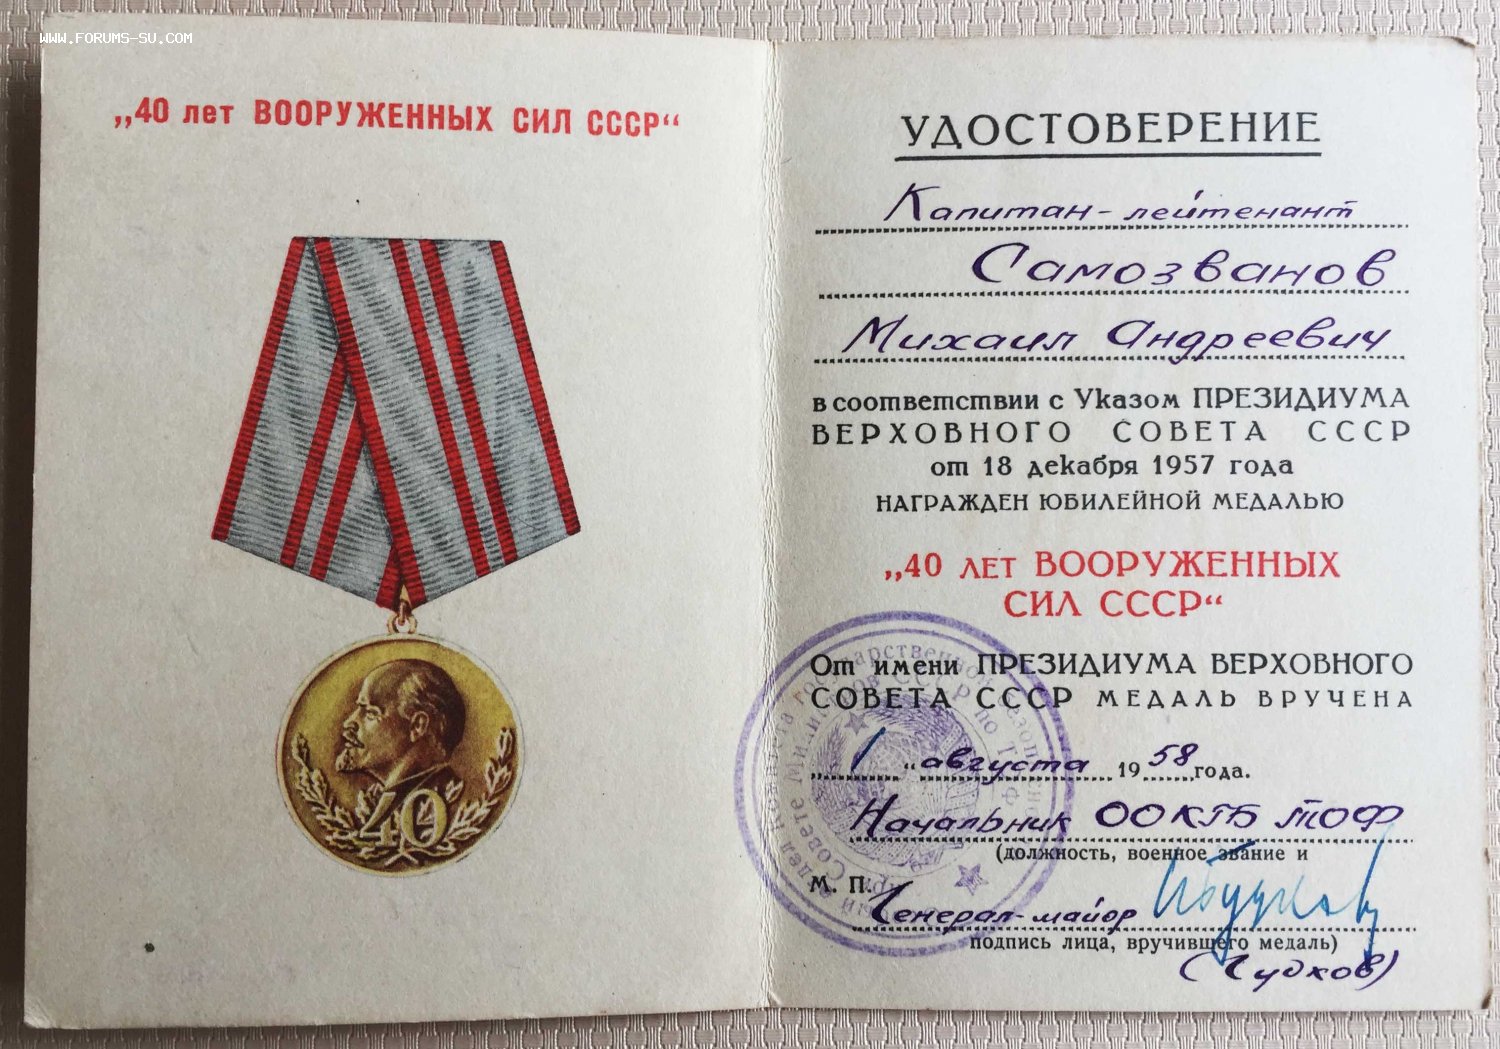 www.forums-su.com
„40 лет ВООРУЖЕННЫХ СИЛ СССР“
40
УДОСТОВЕРЕНИЕ
Капитан-лейтенант
Самозванов
Михаил Андреевич
в соответствии с Указом ПРЕЗИДИУМА
ВЕРХОВНОГО СОВЕТА СССР
от 18 декабря 1957 года
НАГРАЖДЕН ЮБИЛЕЙНОЙ МЕДАЛЬЮ
„40 ЛЕТ ВООРУЖЕННЫХ
СИЛ СССР“
От имени ПРЕЗИДИУМА ВЕРХОВНОГО
СОВЕТА СССР МЕДАЛЬ ВРУЧЕНА
„1“ августа 1958 года.
Начальник ООКГБ ТОФ
(должность, военное звание и
М. П.
Генерал-майор
подпись лица, вручившего медаль)